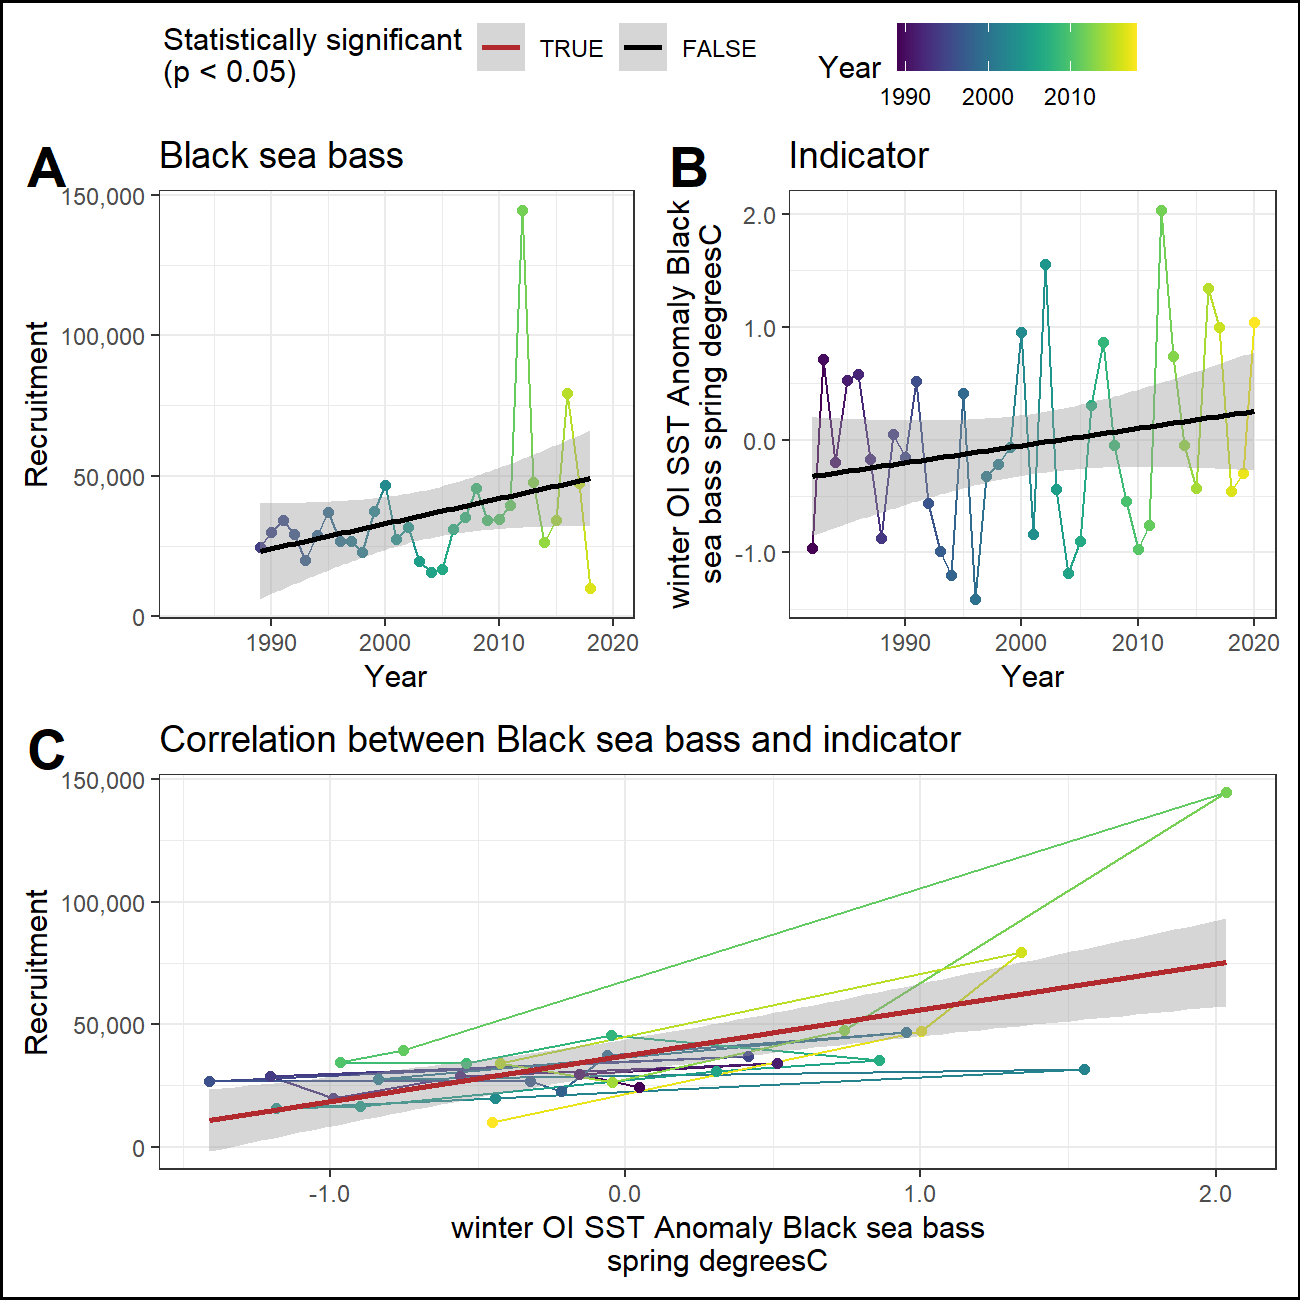 Statistically significant
(p < 0.05)
TRUE
FALSE
Year
1990
2000
2010
A
Black sea bass
150,000
100,000
50,000
0
Recruitment
1990
2000
2010
2020
Year
B
Indicator
winter OI SST Anomaly Black
sea bass spring degreesC
2.0
1.0
0.0
-1.0
1990
2000
2010
2020
Year
C
Correlation between Black sea bass and indicator
150,000
100,000
50,000
0
Recruitment
-1.0
0.0
1.0
2.0
winter OI SST Anomaly Black sea bass
spring degreesC